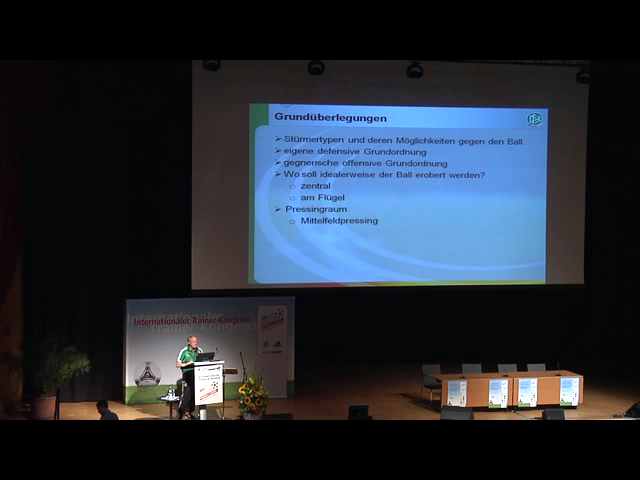 Grundüberlegungen
➢ Stürmertypen und deren Möglichkeiten gegen den Ball
➢ eigene defensive Grundordnung
➢ gegnerische offensive Grundordnung
➢ Wo soll idealerweise der Ball erobert werden?
o zentral
o am Flügel
➢ Pressingraum
o Mittelfeldpressing
Internationaler Trainer-Kongress